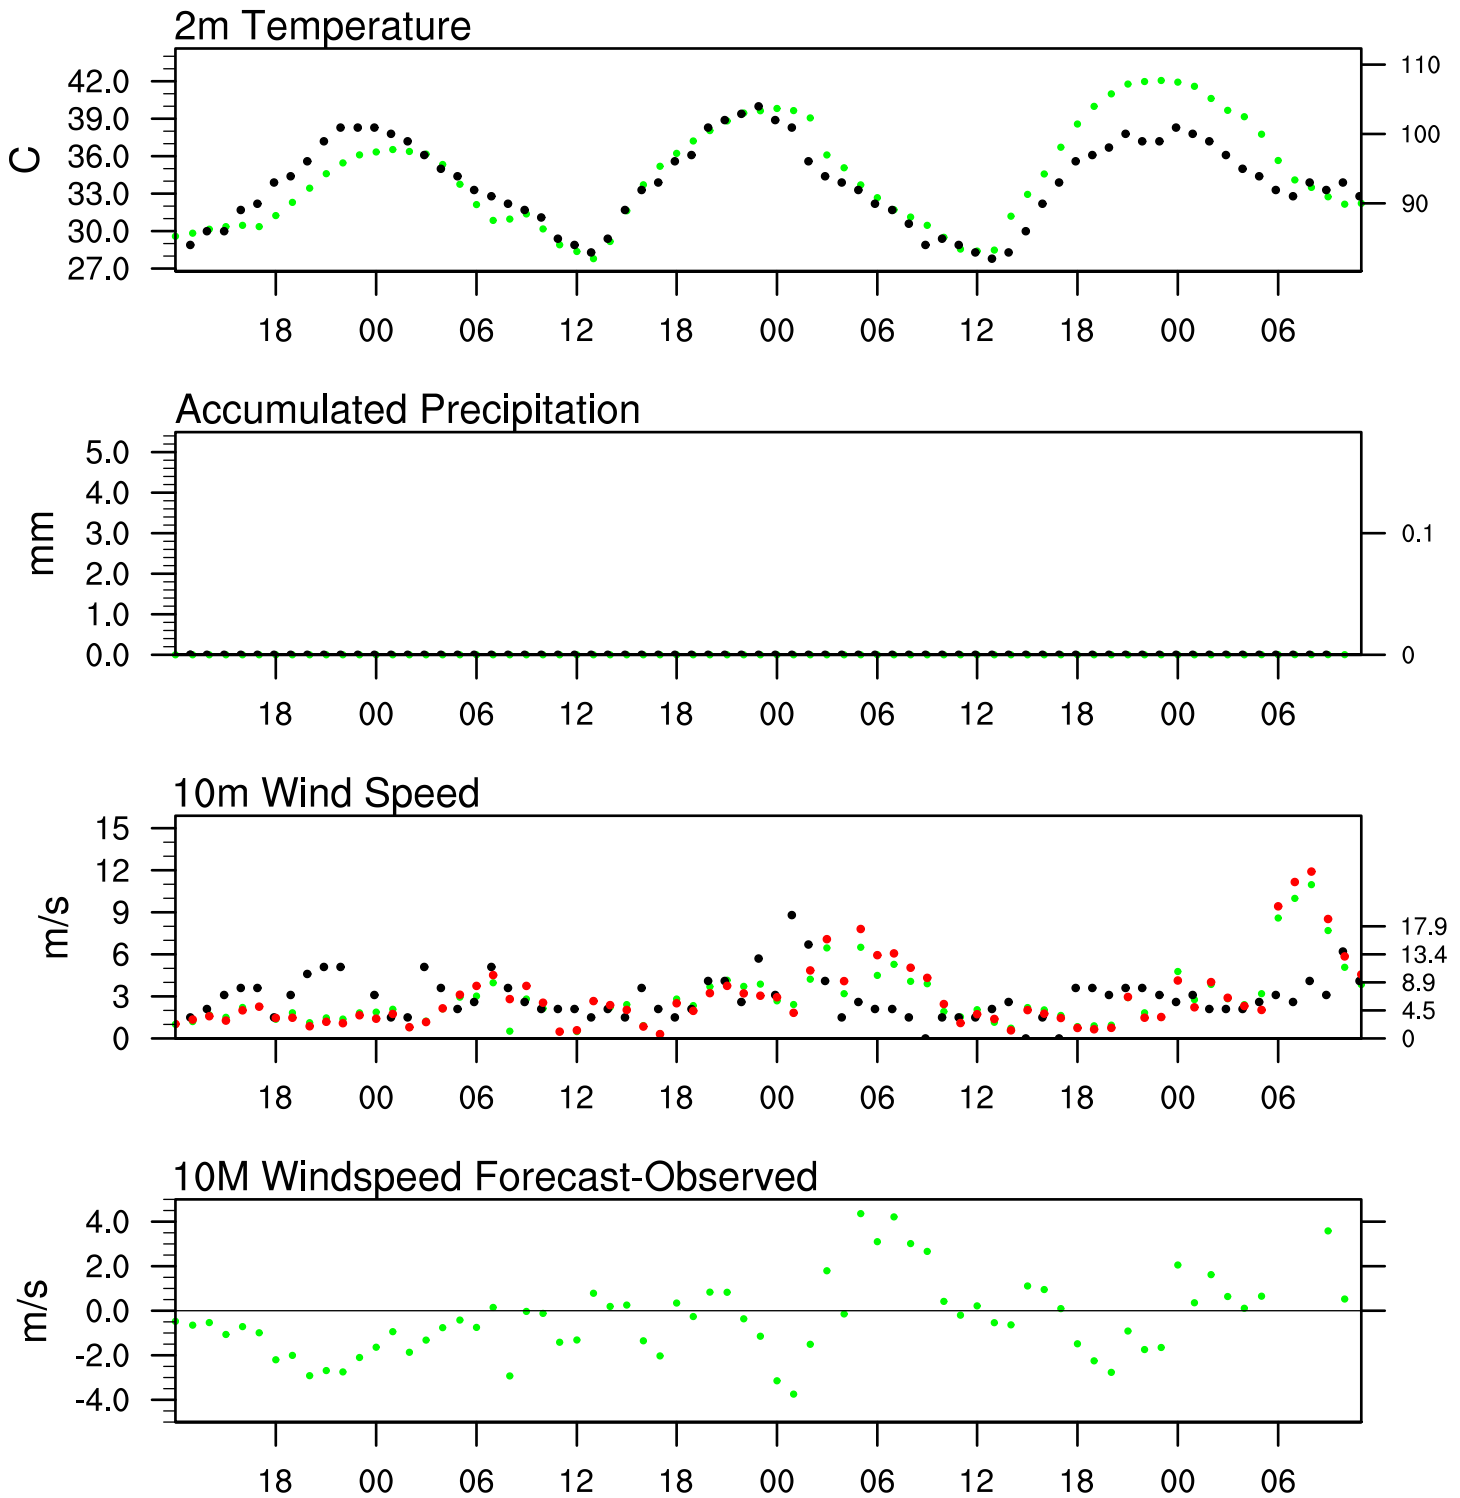 2m Temperature
42.0
39.0
36.0
33.0
30.0
27.0
C
110
100
90
18 00 06 12 18 00 06 12 18 00 06
Accumulated Precipitation
5.0
4.0
3.0
2.0
1.0
0.0
mm
0.1
0
18 00 06 12 18 00 06 12 18 00 06
10m Wind Speed
15
12
9
6
3
0
m/s
17.9
13.4
8.9
4.5
0
18 00 06 12 18 00 06 12 18 00 06
10M Windspeed Forecast-Observed
4.0
2.0
0.0
-2.0
-4.0
m/s
18 00 06 12 18 00 06 12 18 00 06